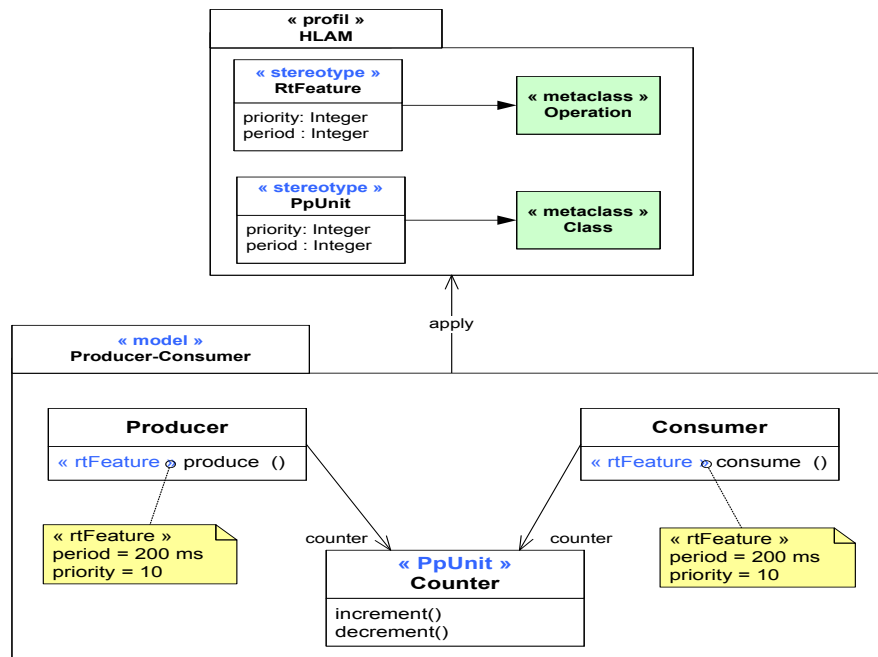 « profil »
HLAM
« stereotype »
RtFeature
priority: Integer
period : Integer
« metaclass »
Operation
« stereotype »
PpUnit
priority: Integer
period : Integer
« metaclass »
Class
apply
« model »
Producer-Consumer
Producer
« rtFeature » produce ()
Consumer
« rtFeature » consume ()
« rtFeature »
period = 200 ms
priority = 10
counter
counter
« rtFeature »
period = 200 ms
priority = 10
« PpUnit »
Counter
increment()
decrement()